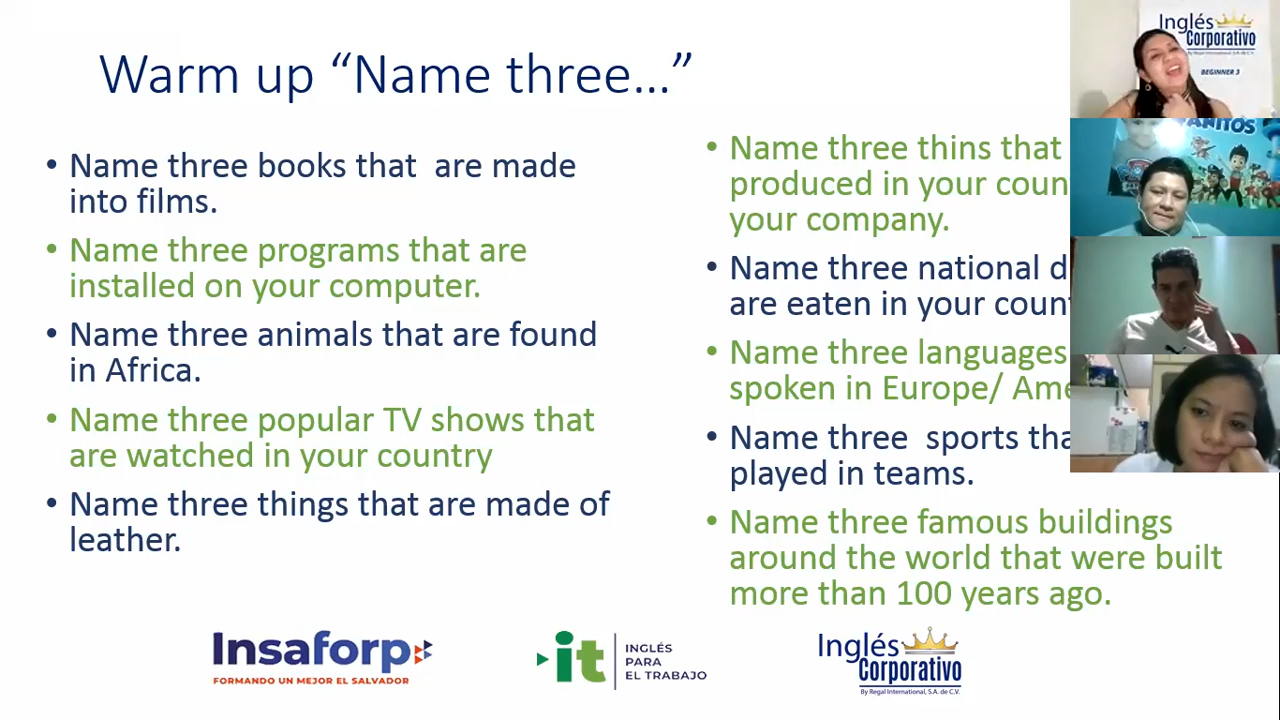 Warm up “Name three...”
• Name three books that  are made
into films.
• Name three programs that are
installed on your computer.
• Name three animals that are found
in Africa.
• Name three popular TV shows that
are watched in your country
• Name three things that are made of
leather.
• Name three thins that
produced in your coun
your company.
• Name three national d
are eaten in your coun
• Name three languages
spoken in Europe/ Ame
• Name three  sports tha
played in teams.
• Name three famous buildings
around the world that were built
more than 100 years ago.
Insaforp
FORMANDO UN MEJOR EL SALVADOR
it
INGLÉS
PARA
EL TRABAJO
Inglés
Corporativo
By Regal International, S.A. de C.V.
Inglés
Corporativo
By Regal International, S.A. de C.V.
BEGINNER 3